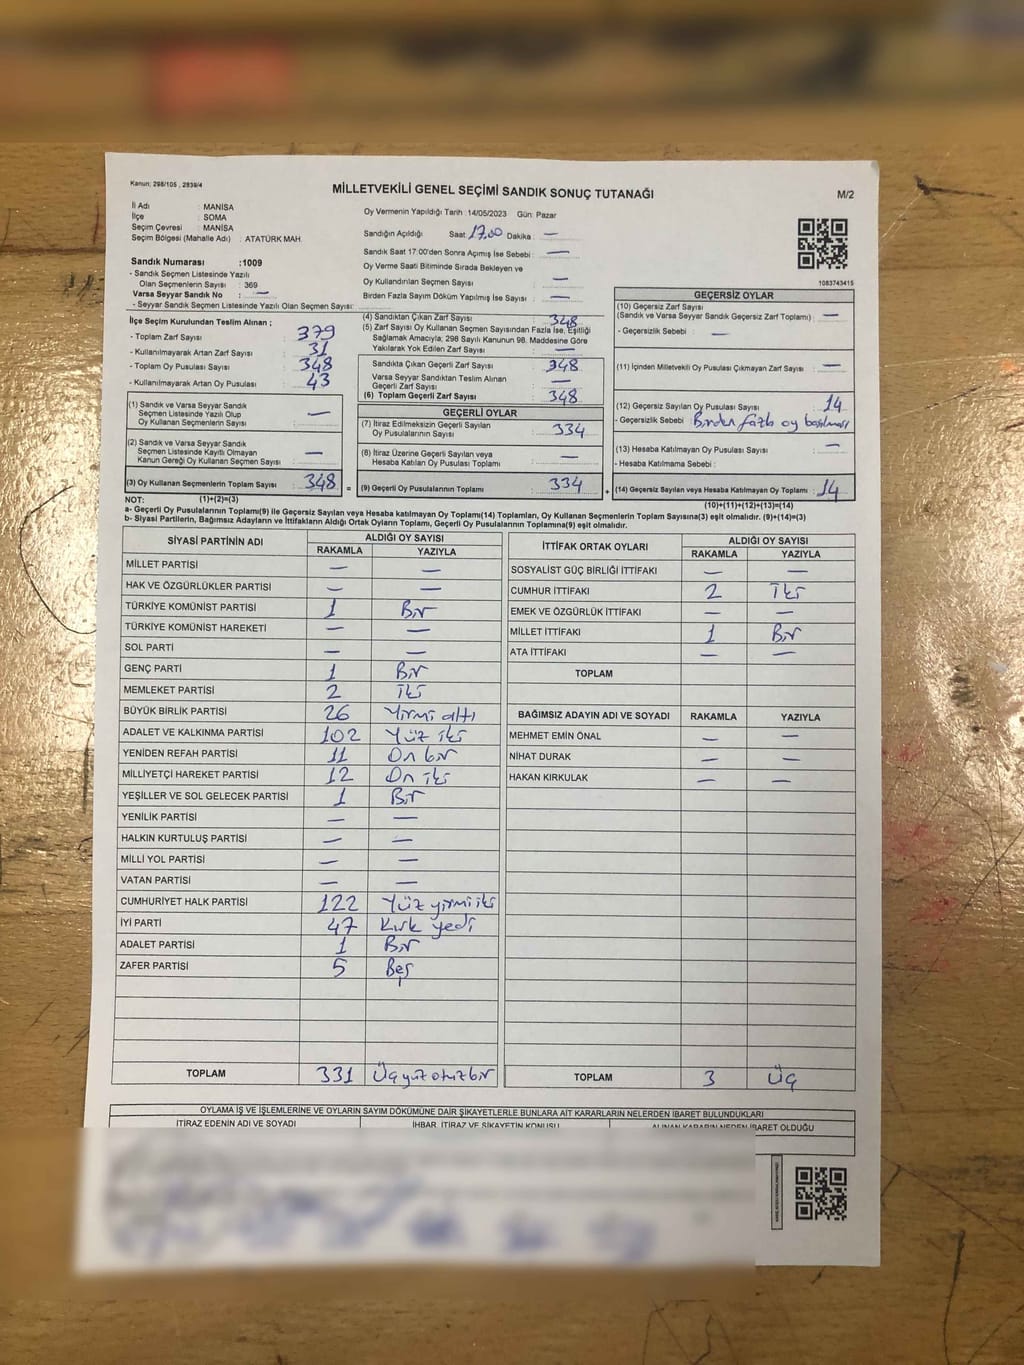 Kanun; 298/105 , 2839/4
MİLLETVEKİLİ GENEL SEÇİMİ SANDIK SONUÇ TUTANAĞI
M/2
İl Adı : MANİSA
İlçe : SOMA
Seçim Çevresi : MANİSA
Seçim Bölgesi (Mahalle Adı) : ATATÜRK MAH.
Sandık Numarası :1009
- Sandık Seçmen Listesinde Yazılı
Olan Seçmenlerin Sayısı : 369
Varsa Seyyar Sandık No : —
- Seyyar Sandık Seçmen Listesinde Yazılı Olan Seçmen Sayısı:
Oy Vermenin Yapıldığı Tarih :14/05/2023 Gün: Pazar
Sandığın Açıldığı Saat: 17.00 Dakika : —
Sandık Saat 17:00'den Sonra Açımış İse Sebebi : —
Oy Verme Saati Bitiminde Sırada Bekleyen ve
Oy Kullandırılan Seçmen Sayısı : —
Birden Fazla Sayım Döküm Yapılmış İse Sayısı : —
1083743415
İlçe Seçim Kurulundan Teslim Alınan ;
- Toplam Zarf Sayısı : 379
- Kullanılmayarak Artan Zarf Sayısı : 31
- Toplam Oy Pusulası Sayısı : 348
- Kullanılmayarak Artan Oy Pusulası : 43
(1) Sandık ve Varsa Seyyar Sandık
Seçmen Listesinde Yazılı Olup
Oy Kullanan Seçmenlerin Sayısı : —
(2) Sandık ve Varsa Seyyar Sandık
Seçmen Listesinde Kayıtlı Olmayan
Kanun Gereği Oy Kullanan Seçmen Sayısı : —
(3) Oy Kullanan Seçmenlerin Toplam Sayısı : 348 =
(4) Sandıktan Çıkan Zarf Sayısı : 348
(5) Zarf Sayısı Oy Kullanan Seçmen Sayısından Fazla İse, Eşitliği
Sağlamak Amacıyla; 298 Sayılı Kanunun 98. Maddesine Göre
Yakılarak Yok Edilen Zarf Sayısı : —
Sandıkta Çıkan Geçerli Zarf Sayısı : 348
Varsa Seyyar Sandıktan Teslim Alınan
Geçerli Zarf Sayısı : —
(6) Toplam Geçerli Zarf Sayısı : 348
GEÇERLİ OYLAR
(7) İtiraz Edilmeksizin Geçerli Sayılan
Oy Pusulalarının Sayısı : 334
(8) İtiraz Üzerine Geçerli Sayılan veya
Hesaba Katılan Oy Pusulası Toplamı : —
(9) Geçerli Oy Pusulalarının Toplamı : 334 +
GEÇERSİZ OYLAR
(10) Geçersiz Zarf Sayısı
(Sandık ve Varsa Seyyar Sandık Geçersiz Zarf Toplamı) : —
- Geçersizlik Sebebi : —
(11) İçinden Milletvekili Oy Pusulası Çıkmayan Zarf Sayısı : —
(12) Geçersiz Sayılan Oy Pusulası Sayısı : 14
- Geçersizlik Sebebi : Birden fazla oy basılması
(13) Hesaba Katılmayan Oy Pusulası Sayısı : —
- Hesaba Katılmama Sebebi :
(14) Geçersiz Sayılan veya Hesaba Katılmayan Oy Toplamı : 14
NOT: (1)+(2)=(3)
(10)+(11)+(12)+(13)=(14)
a- Geçerli Oy Pusulalarının Toplamı(9) ile Geçersiz Sayılan veya Hesaba Katılmayan Oy Toplamı(14) Toplamları, Oy Kullanan Seçmenlerin Toplam Sayısına(3) eşit olmalıdır. (9)+(14)=(3)
b- Siyasi Partilerin, Bağımsız Adayların ve İttifakların Aldığı Ortak Oyların Toplamı, Geçerli Oy Pusulalarının Toplamına(9) eşit olmalıdır.
SİYASİ PARTİNİN ADI ALDIĞI OY SAYISI
RAKAMLA YAZIYLA
MİLLET PARTİSİ — —
HAK VE ÖZGÜRLÜKLER PARTİSİ — —
TÜRKİYE KOMÜNİST PARTİSİ 1 Bir
TÜRKİYE KOMÜNİST HAREKETİ — —
SOL PARTİ — —
GENÇ PARTİ 1 Bir
MEMLEKET PARTİSİ 2 iki
BÜYÜK BİRLİK PARTİSİ 26 Yirmi altı
ADALET VE KALKINMA PARTİSİ 102 Yüz iki
YENİDEN REFAH PARTİSİ 11 On bir
MİLLİYETÇİ HAREKET PARTİSİ 12 On iki
YEŞİLLER VE SOL GELECEK PARTİSİ 1 Bir
YENİLİK PARTİSİ — —
HALKIN KURTULUŞ PARTİSİ — —
MİLLİ YOL PARTİSİ — —
VATAN PARTİSİ — —
CUMHURİYET HALK PARTİSİ 122 Yüz yirmi iki
İYİ PARTİ 47 Kırk yedi
ADALET PARTİSİ 1 Bir
ZAFER PARTİSİ 5 Beş
TOPLAM 331 Üçyüz otuz bir
İTTİFAK ORTAK OYLARI ALDIĞI OY SAYISI
RAKAMLA YAZIYLA
SOSYALİST GÜÇ BİRLİĞİ İTTİFAKI — —
CUMHUR İTTİFAKI 2 İki
EMEK VE ÖZGÜRLÜK İTTİFAKI — —
MİLLET İTTİFAKI 1 Bir
ATA İTTİFAKI — —
TOPLAM
BAĞIMSIZ ADAYIN ADI VE SOYADI RAKAMLA YAZIYLA
MEHMET EMİN ÖNAL — —
NİHAT DURAK — —
HAKAN KIRKULAK — —
TOPLAM 3 Üç
OYLAMA İŞ VE İŞLEMLERİNE VE OYLARIN SAYIM DÖKÜMÜNE DAİR ŞİKAYETLERLE BUNLARA AİT KARARLARIN NELERDEN İBARET BULUNDUKLARI
İTİRAZ EDENİN ADI VE SOYADI İHBAR, İTİRAZ VE ŞİKAYETİN KONUSU ALINAN KARARIN NEDEN İBARET OLDUĞU